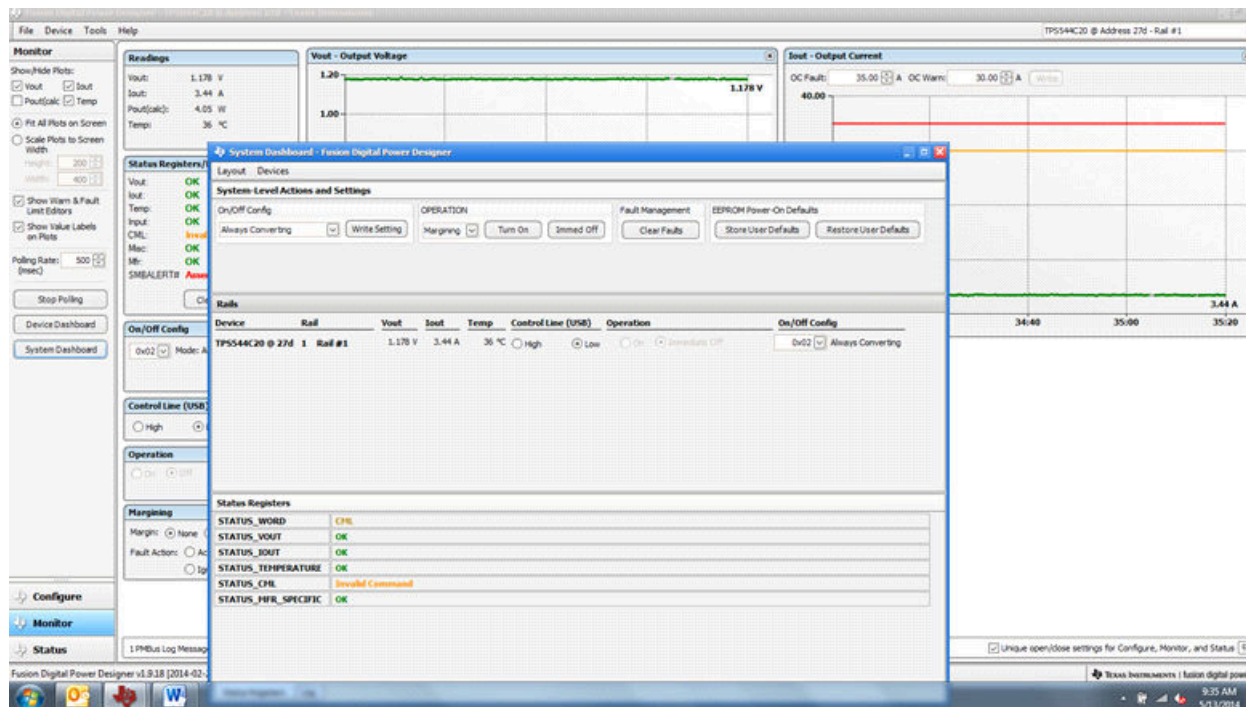 File Device Tools Help
TPS544C20 @ Address 27d - Rail #1
Monitor
Show/Hide Plots:
Vout Iout
Pout(calc) Temp
Fit All Plots on Screen
Scale Plots to Screen
Width
Height: 200
Width: 400
Show Warn & Fault
Limit Editors
Show Value Labels
on Plots
Polling Rate: 500
(msec)
Stop Polling
Device Dashboard
System Dashboard
Configure
Monitor
Status
Readings
Vout: 1.178 V
Iout: 3.44 A
Pout(calc): 4.05 W
Temp: 36 °C
Status Registers/
Vout: OK
Iout: OK
Temp: OK
Input: OK
CML:
Misc: OK
Mfr: OK
SMBALERT#
On/Off Config
0x02 Mode: A
Control Line (USB)
High
Operation
On Off
Margining
Margin: None
Fault Action:
1 PMBus Log Message
Vout - Output Voltage
1.20
1.178 V
1.00
Iout - Output Current
OC Fault: 35.00 A OC Warn: 30.00 A Write
40.00
3.44 A
34:40 35:00 35:20
System Dashboard - Fusion Digital Power Designer
Layout Devices
System-Level Actions and Settings
On/Off Config OPERATION Fault Management EEPROM Power-On Defaults
Always Converting Write Setting Margining Turn On Immed Off Clear Faults Store User Defaults Restore User Defaults
Rails
Device Rail Vout Iout Temp Control Line (USB) Operation On/Off Config
TPS544C20 @ 27d 1 Rail #1 1.178 V 3.44 A 36 °C High Low On Immediate Off 0x02 Always Converting
Status Registers
STATUS_WORD CML
STATUS_VOUT OK
STATUS_IOUT OK
STATUS_TEMPERATURE OK
STATUS_CML Invalid Command
STATUS_MFR_SPECIFIC OK
Status Registers Log
Unique open/close settings for Configure, Monitor, and Status
Fusion Digital Power Designer v1.9.18 [2014-02-
TEXAS INSTRUMENTS | fusion digital power
9:35 AM
5/13/2014